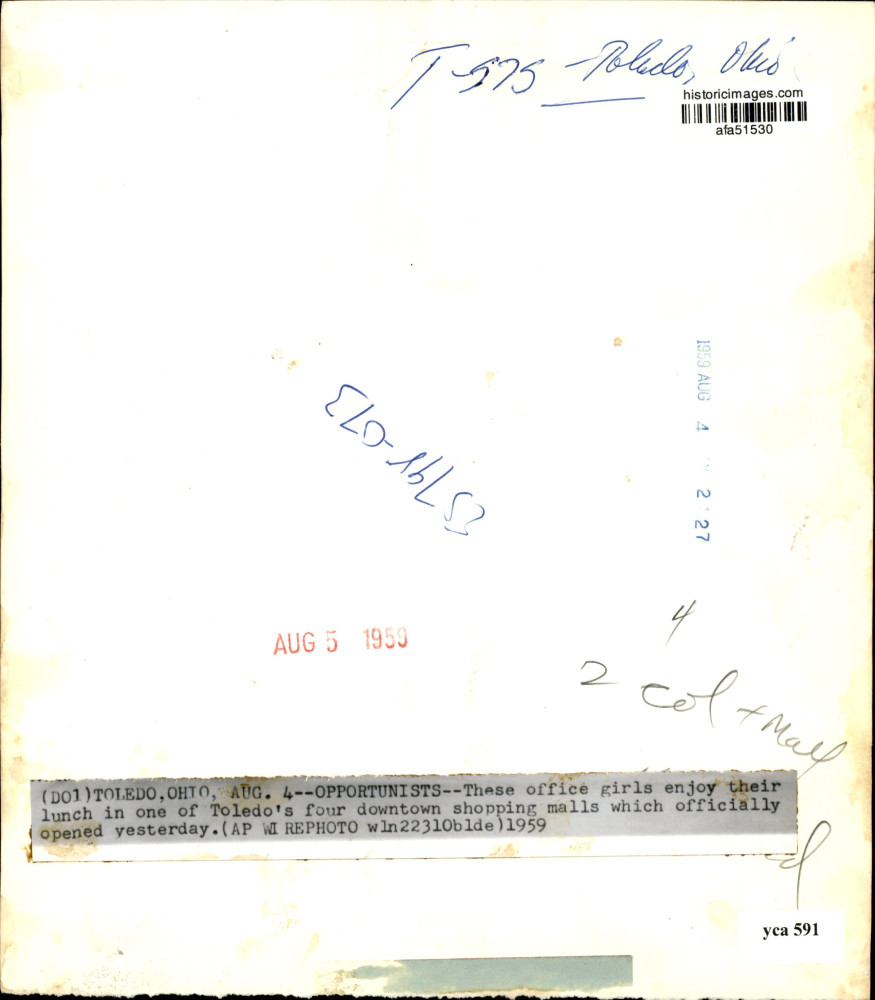 T-575 - Toledo, Ohio
historicimages.com
afa51530
1959 AUG 4 2 27
AUG 5 1959
4
2 Col + Mall
(DO1)TOLEDO,OHIO, AUG. 4--OPPORTUNISTS--These office girls enjoy their
lunch in one of Toledo's four downtown shopping malls which officially
opened yesterday.(AP WIREPHOTO wln22310blde)1959
yca 591